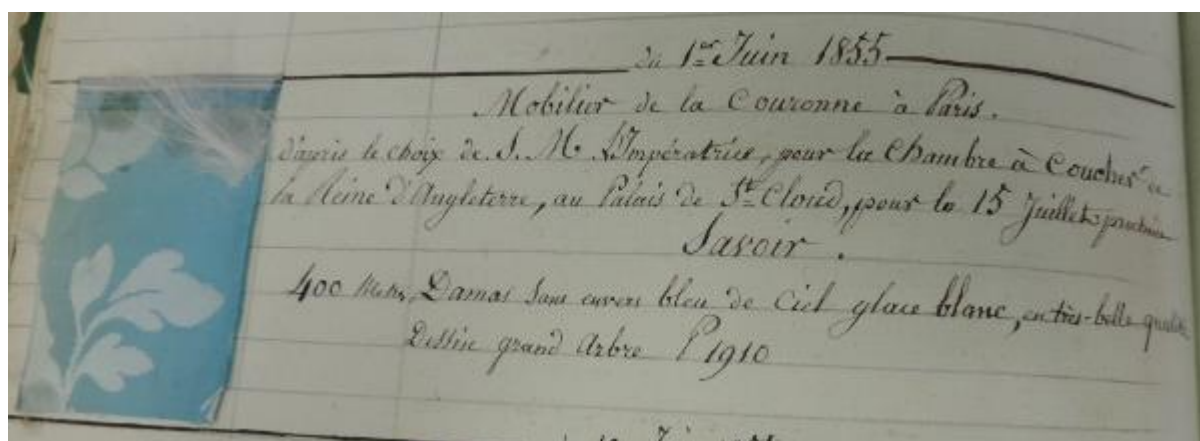 du 1er Juin 1855
Mobilier de la Couronne à Paris.
d'après le choix de S. M. L'Impératrice, pour la Chambre à Coucher de
la Reine d'Angleterre, au Palais de St Cloud, pour le 15 Juillet prochain
Savoir.
400 Mètres Damas Sans envers bleu de Ciel glacé blanc, en très-belle qualité
Dessin grand Arbre P 1910